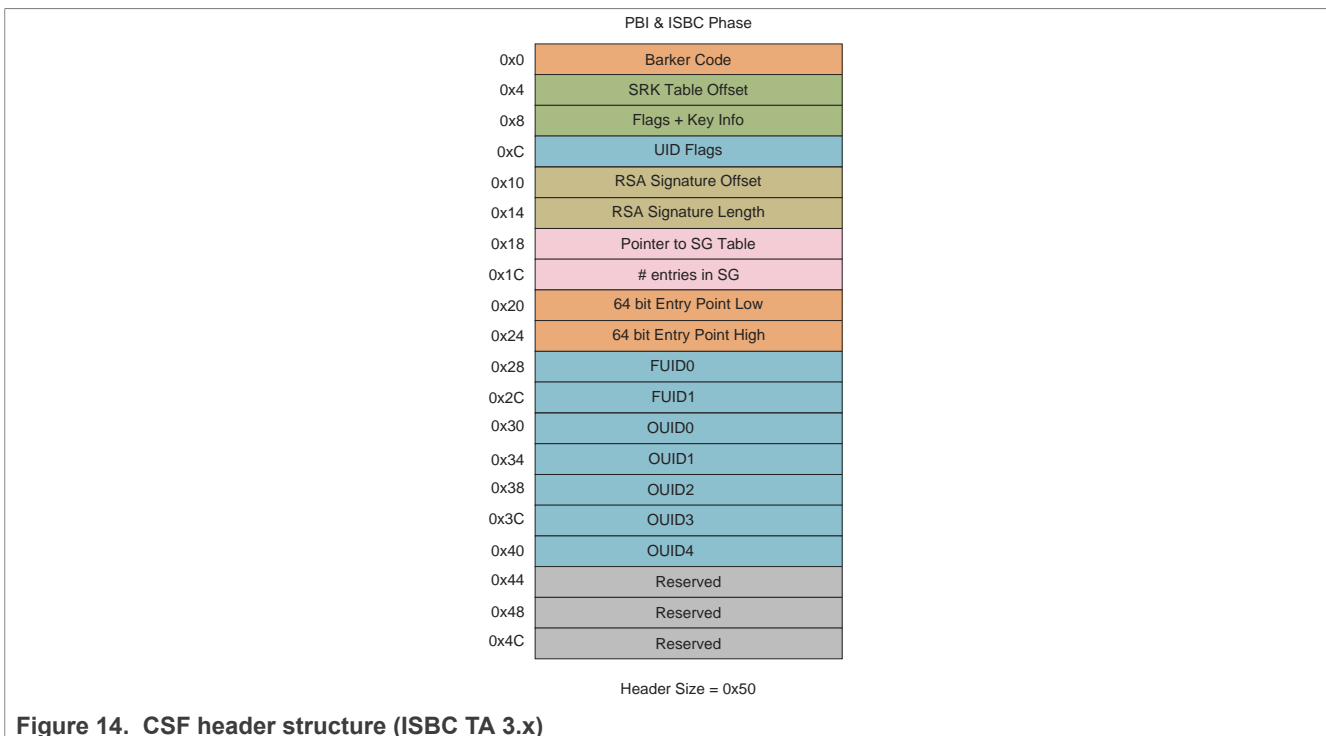 PBI & ISBC Phase
0x0 Barker Code
0x4 SRK Table Offset
0x8 Flags + Key Info
0xC UID Flags
0x10 RSA Signature Offset
0x14 RSA Signature Length
0x18 Pointer to SG Table
0x1C # entries in SG
0x20 64 bit Entry Point Low
0x24 64 bit Entry Point High
0x28 FUID0
0x2C FUID1
0x30 OUID0
0x34 OUID1
0x38 OUID2
0x3C OUID3
0x40 OUID4
0x44 Reserved
0x48 Reserved
0x4C Reserved
Header Size = 0x50
Figure 14. CSF header structure (ISBC TA 3.x)